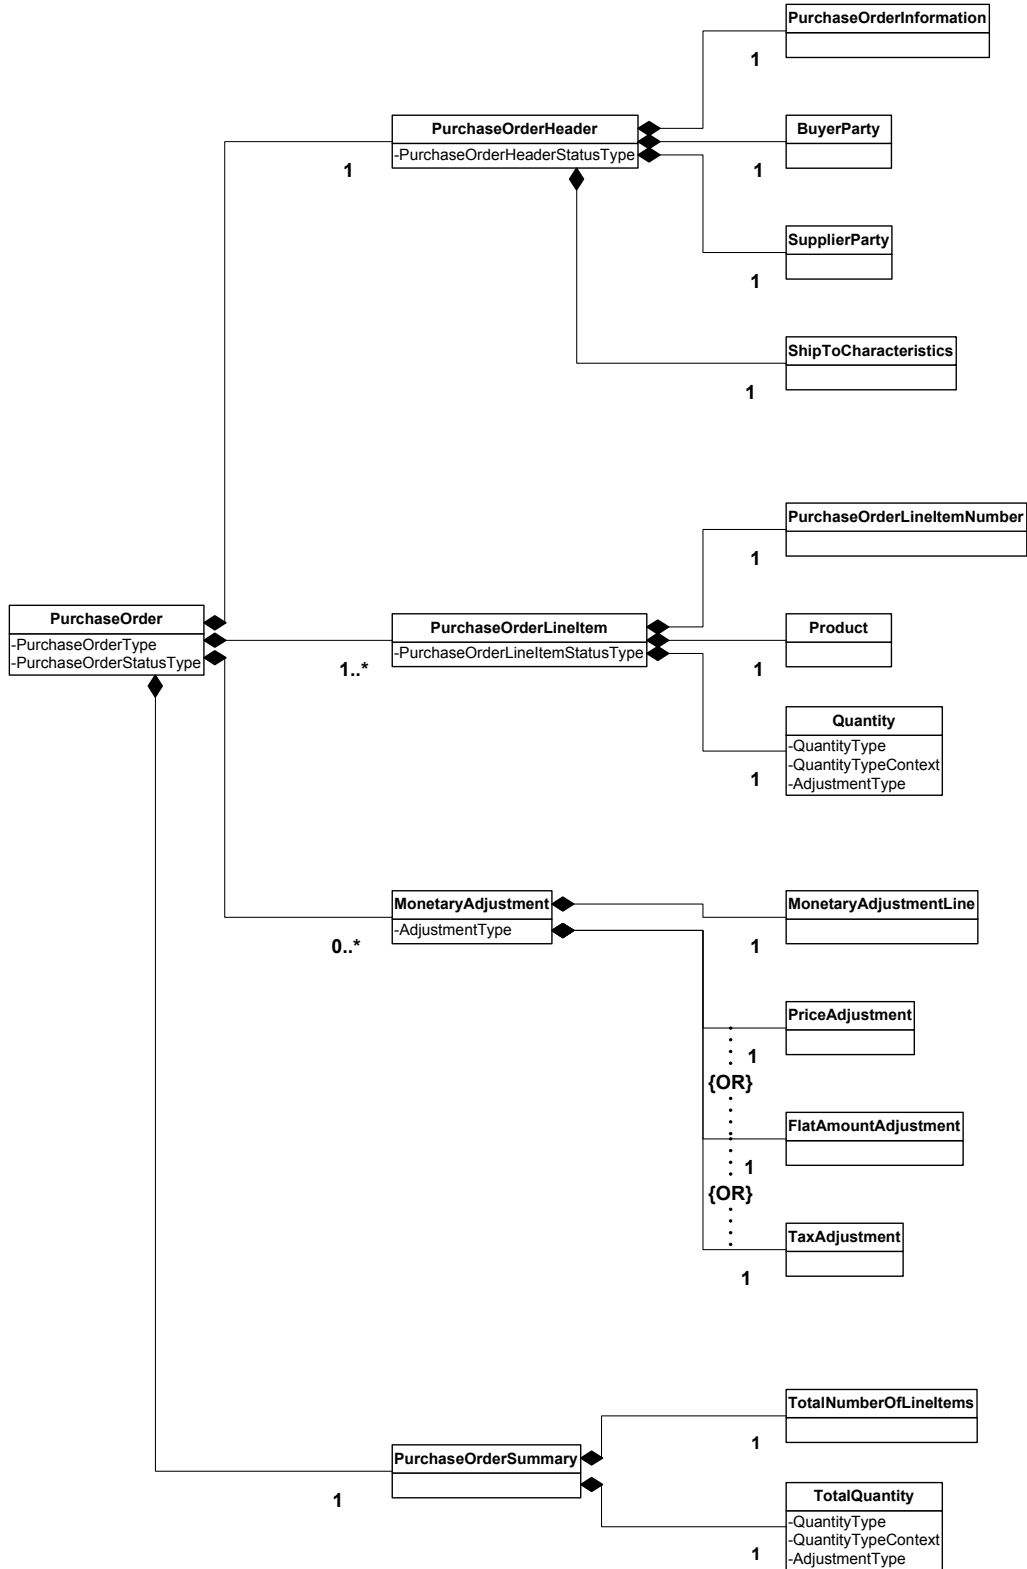 PurchaseOrderInformation
1
PurchaseOrderHeader
-PurchaseOrderHeaderStatusType
1
BuyerParty
1
SupplierParty
1
ShipToCharacteristics
1
PurchaseOrderLineItemNumber
1
PurchaseOrder
-PurchaseOrderType
-PurchaseOrderStatusType
PurchaseOrderLineItem
-PurchaseOrderLineItemStatusType
1..*
Product
1
Quantity
-QuantityType
-QuantityTypeContext
-AdjustmentType
1
MonetaryAdjustment
-AdjustmentType
0..*
MonetaryAdjustmentLine
1
PriceAdjustment
1
{OR}
FlatAmountAdjustment
1
{OR}
TaxAdjustment
1
TotalNumberOfLineItems
1
PurchaseOrderSummary
1
TotalQuantity
-QuantityType
-QuantityTypeContext
-AdjustmentType
1